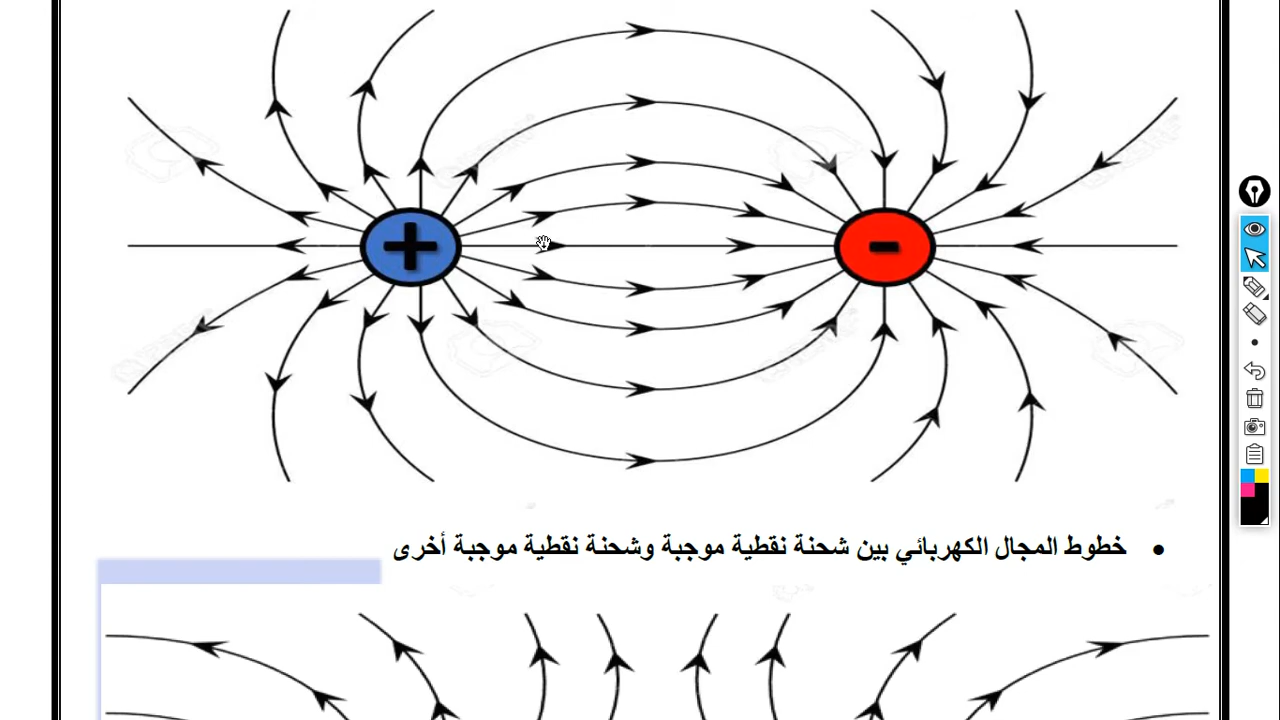 +
-
خطوط المجال الكهربائي بين شحنة نقطية موجبة وشحنة نقطية موجبة أخرى